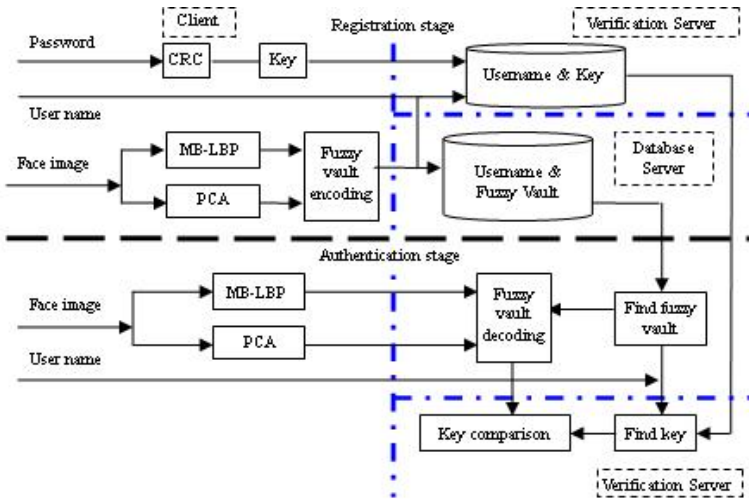 Client
Registration stage
Verification Server
Password
CRC
Key
Username & Key
User name
Face image
MB-LBP
PCA
Fuzzy
vault
encoding
Username &
Fuzzy Vault
Database
Server
Authentication stage
Face image
MB-LBP
PCA
Fuzzy
vault
decoding
Find fuzzy
vault
User name
Key comparison
Find key
Verification Server